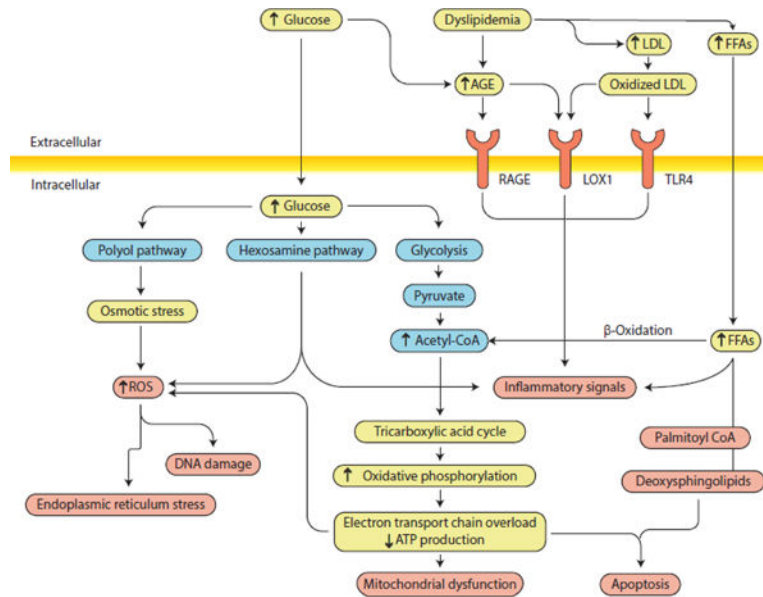 ↑ Glucose
Dyslipidemia
↑ LDL
↑ FFAs
↑ AGE
Oxidized LDL
Extracellular
Intracellular
RAGE
LOX1
TLR4
↑ Glucose
Polyol pathway
Hexosamine pathway
Glycolysis
Osmotic stress
Pyruvate
↑ Acetyl-CoA
β-Oxidation
↑ FFAs
↑ ROS
Inflammatory signals
Tricarboxylic acid cycle
Palmitoyl CoA
DNA damage
↑ Oxidative phosphorylation
Deoxysphingolipids
Endoplasmic reticulum stress
Electron transport chain overload
↓ ATP production
Mitochondrial dysfunction
Apoptosis